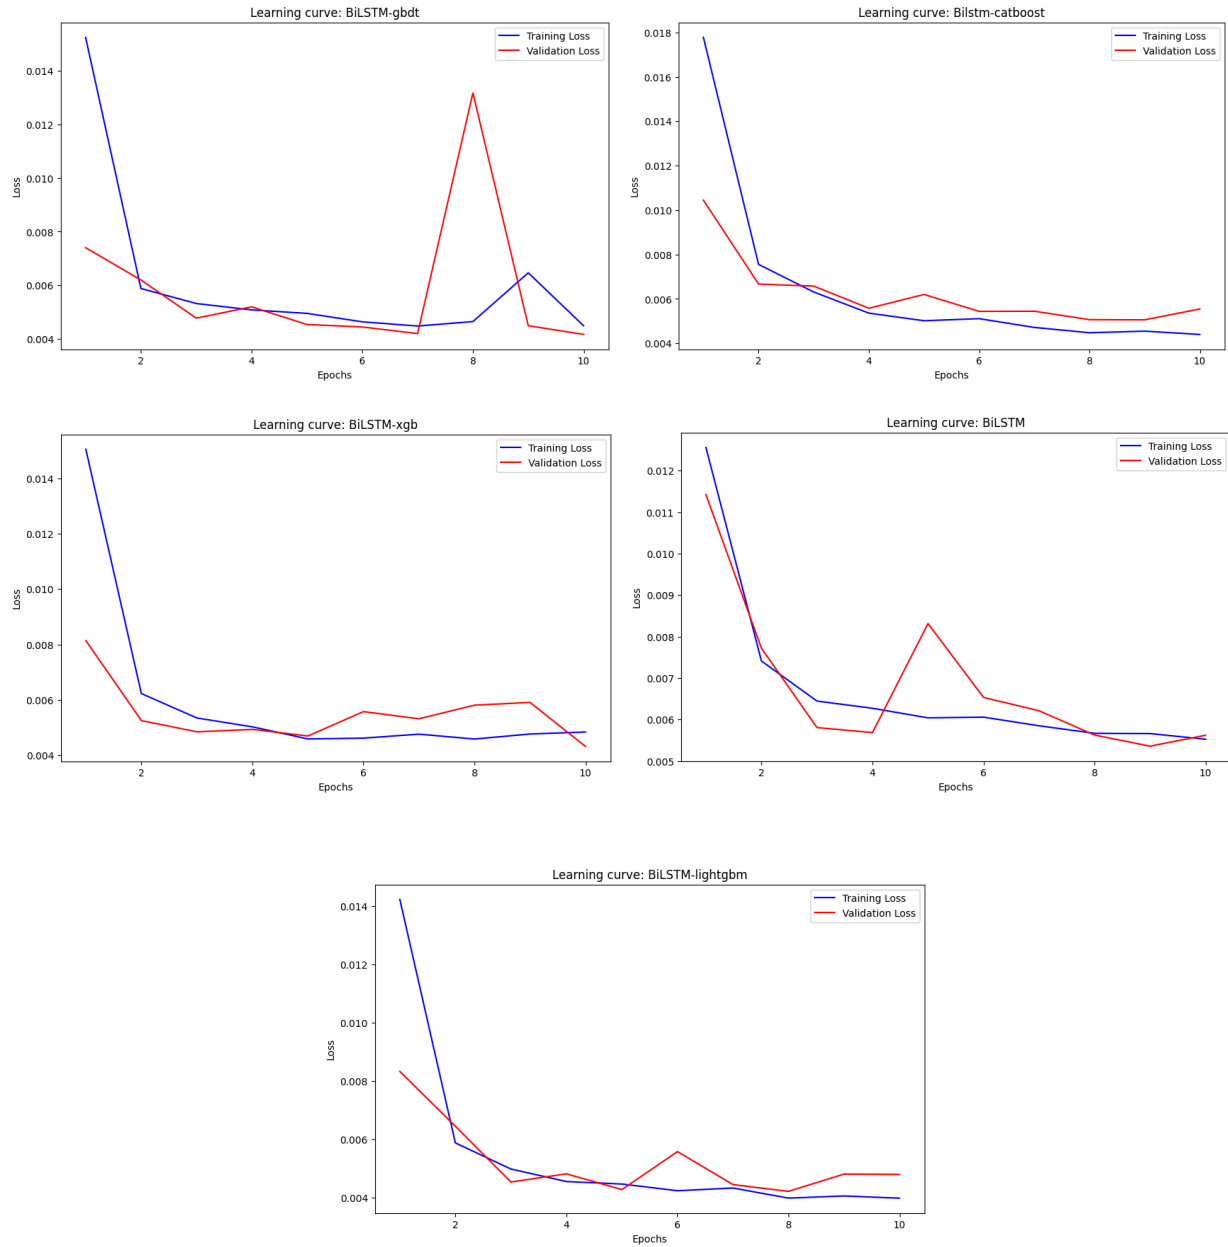 Learning curve: BiLSTM-gbdt
Training Loss
Validation Loss
0.014
0.012
0.010
0.008
0.006
0.004
Loss
2 4 6 8 10
Epochs
Learning curve: Bilstm-catboost
Training Loss
Validation Loss
0.018
0.016
0.014
0.012
0.010
0.008
0.006
0.004
Loss
2 4 6 8 10
Epochs
Learning curve: BiLSTM-xgb
Training Loss
Validation Loss
0.014
0.012
0.010
0.008
0.006
0.004
Loss
2 4 6 8 10
Epochs
Learning curve: BiLSTM
Training Loss
Validation Loss
0.012
0.011
0.010
0.009
0.008
0.007
0.006
0.005
Loss
2 4 6 8 10
Epochs
Learning curve: BiLSTM-lightgbm
Training Loss
Validation Loss
0.014
0.012
0.010
0.008
0.006
0.004
Loss
2 4 6 8 10
Epochs